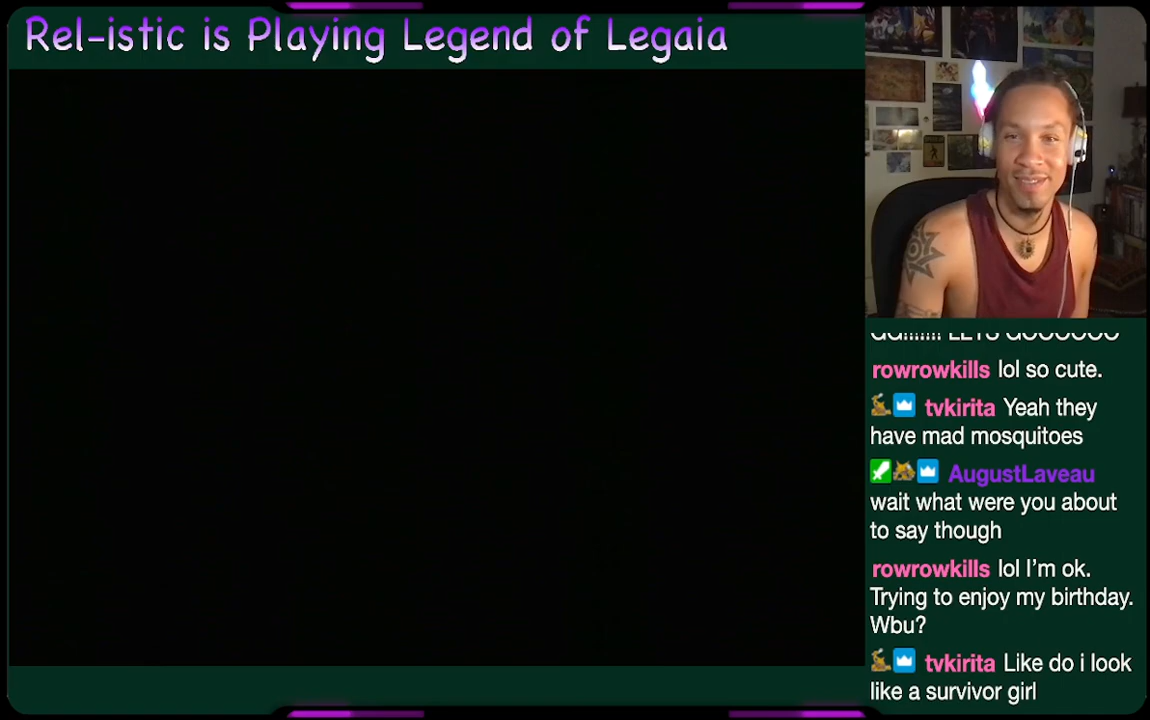 Rel-istic is Playing Legend of Legaia
rowrowkills lol so cute.
tvkirita Yeah they
have mad mosquitoes
AugustLaveau
wait what were you about
to say though
rowrowkills lol I'm ok.
Trying to enjoy my birthday.
Wbu?
tvkirita Like do i look
like a survivor girl